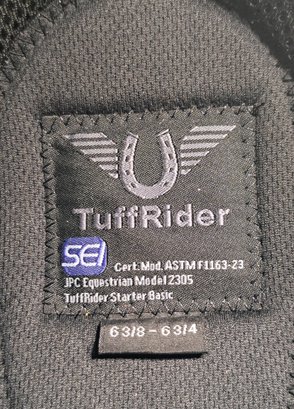 TuffRider
SEI Cert. Mod. ASTM F1163-23
JPC Equestrian Model 2305
TuffRider Starter Basic
6 3/8 - 6 3/4